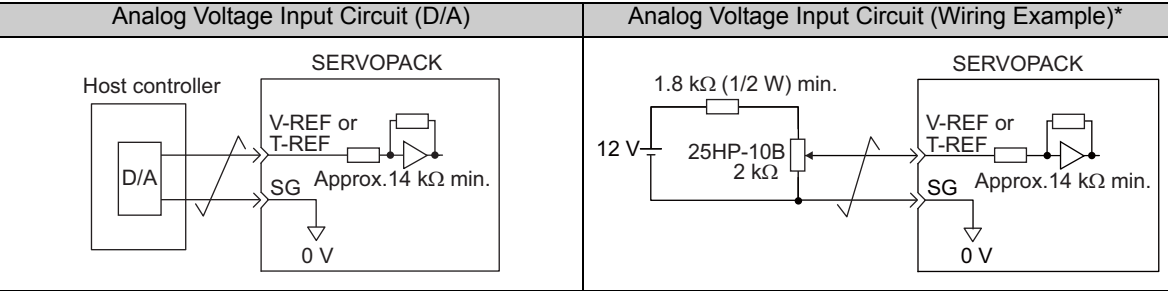 Analog Voltage Input Circuit (D/A)
Analog Voltage Input Circuit (Wiring Example)*
SERVOPACK
Host controller
V-REF or
T-REF
D/A
Approx.14 kΩ min.
SG
0 V
SERVOPACK
1.8 kΩ (1/2 W) min.
V-REF or
T-REF
12 V
25HP-10B
2 kΩ
Approx.14 kΩ min.
SG
0 V